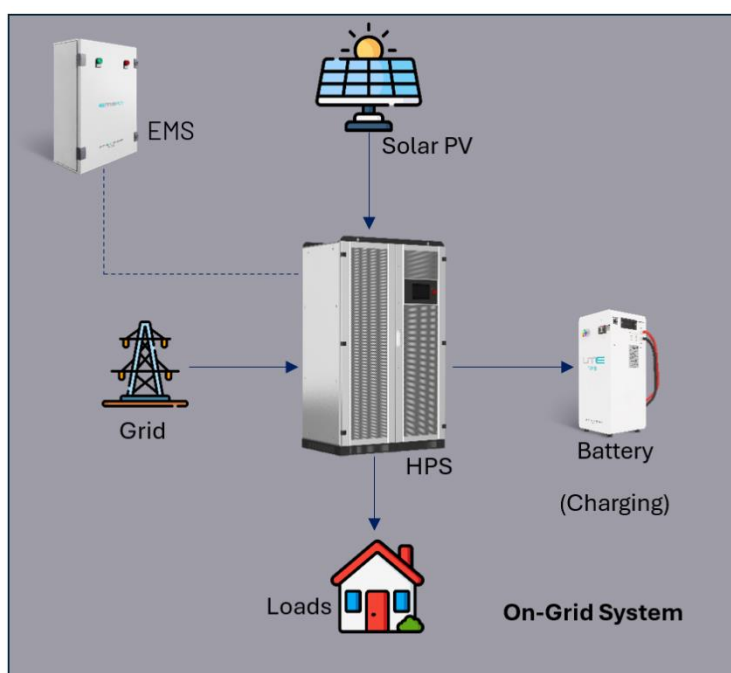 EMS
Solar PV
Grid
HPS
Battery
(Charging)
Loads
On-Grid System